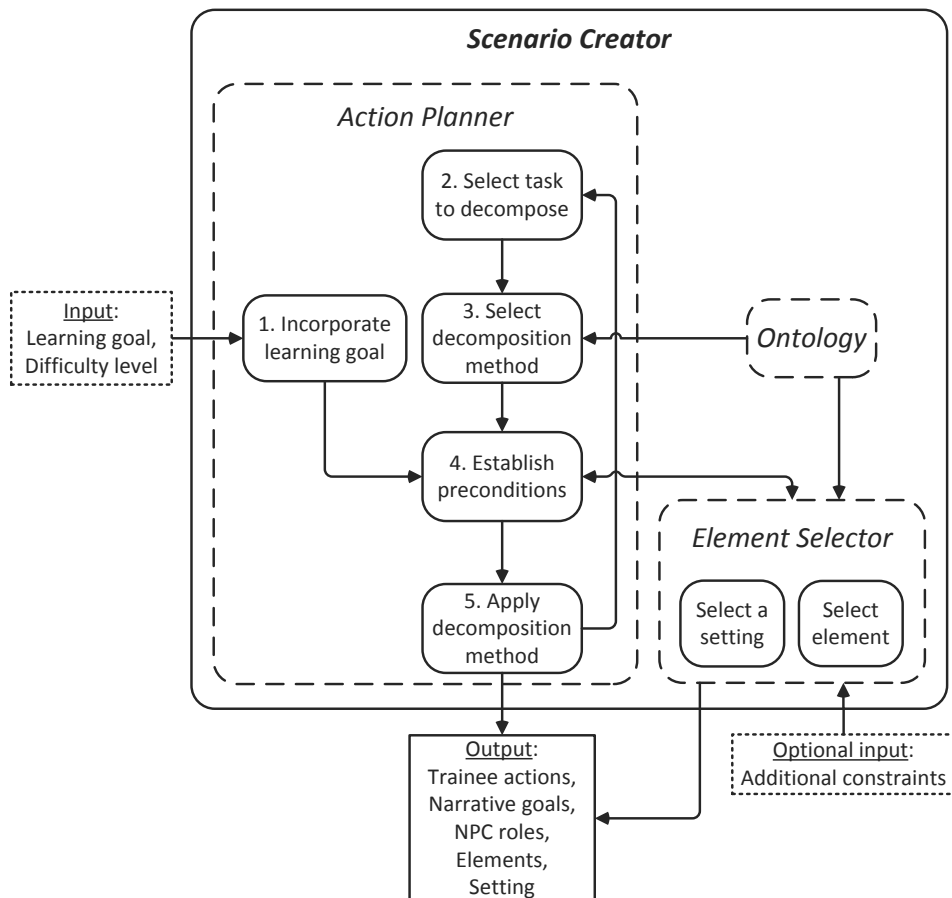 Scenario Creator
Action Planner
2. Select task
to decompose
Input:
Learning goal,
Difficulty level
1. Incorporate
learning goal
3. Select
decomposition
method
Ontology
4. Establish
preconditions
Element Selector
Select a
setting
Select
element
5. Apply
decomposition
method
Output:
Trainee actions,
Narrative goals,
NPC roles,
Elements,
Setting
Optional input:
Additional constraints